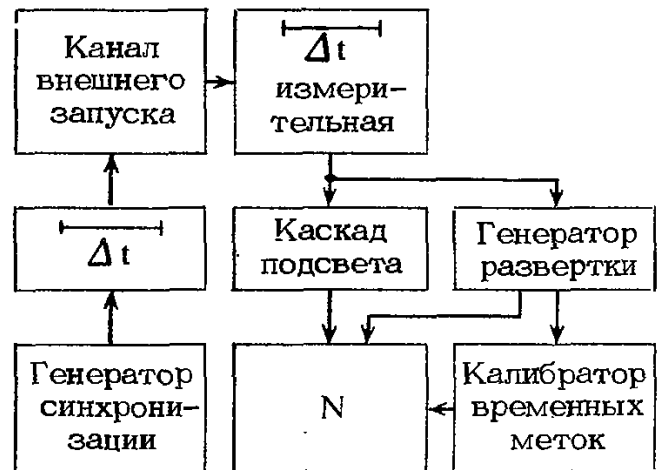 Канал
внешнего
запуска
Δt
измери-
тельная
Δt
Каскад
подсвета
Генератор
развертки
Генератор
синхрони-
зации
N
Калибратор
временных
меток